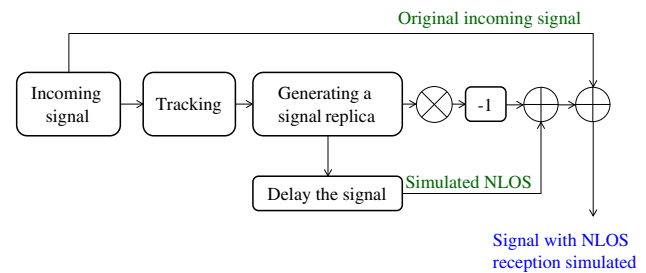 Original incoming signal
Incoming
signal
Tracking
Generating a
signal replica
-1
Delay the signal
Simulated NLOS
Signal with NLOS
reception simulated